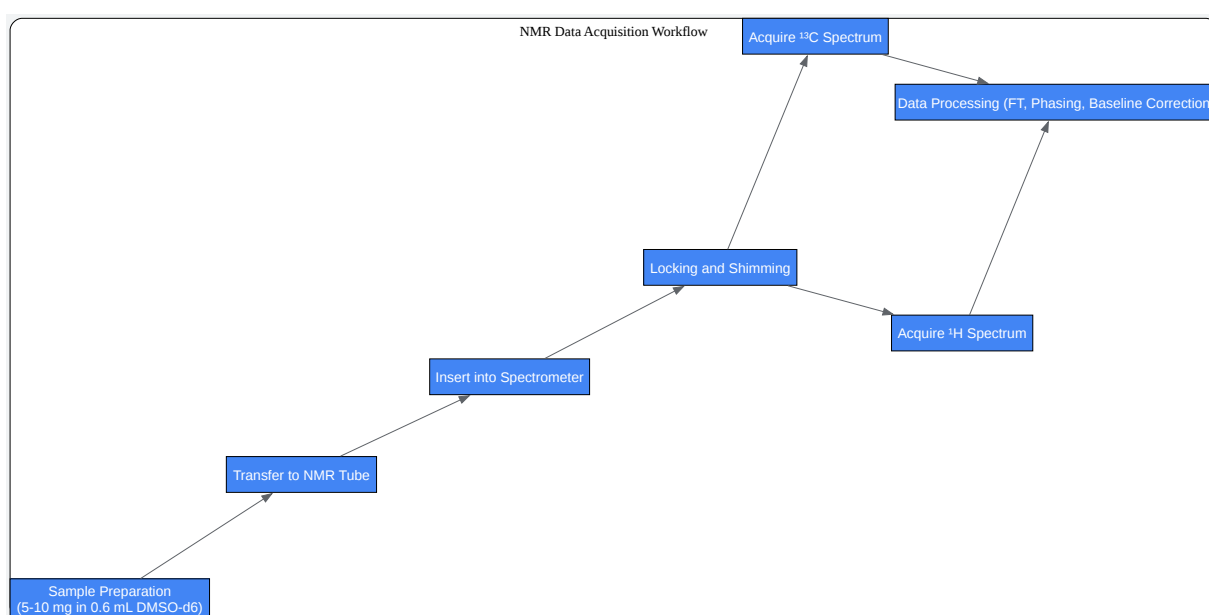 NMR Data Acquisition Workflow
Acquire ¹³C Spectrum
Data Processing (FT, Phasing, Baseline Correction
Locking and Shimming
Acquire ¹H Spectrum
Insert into Spectrometer
Transfer to NMR Tube
Sample Preparation
(5-10 mg in 0.6 mL DMSO-d6)